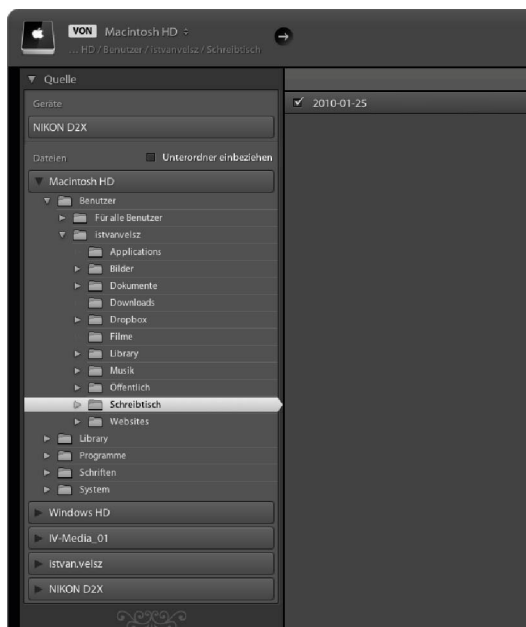 VON Macintosh HD
... HD / Benutzer / istvanvelsz / Schreibtisch
Quelle
Geräte
2010-01-25
NIKON D2X
Dateien Unterordner einbeziehen
Macintosh HD
Benutzer
Für alle Benutzer
istvanvelsz
Applications
Bilder
Dokumente
Downloads
Dropbox
Filme
Library
Musik
Öffentlich
Schreibtisch
Websites
Library
Programme
Schriften
System
Windows HD
IV-Media_01
istvan.velsz
NIKON D2X